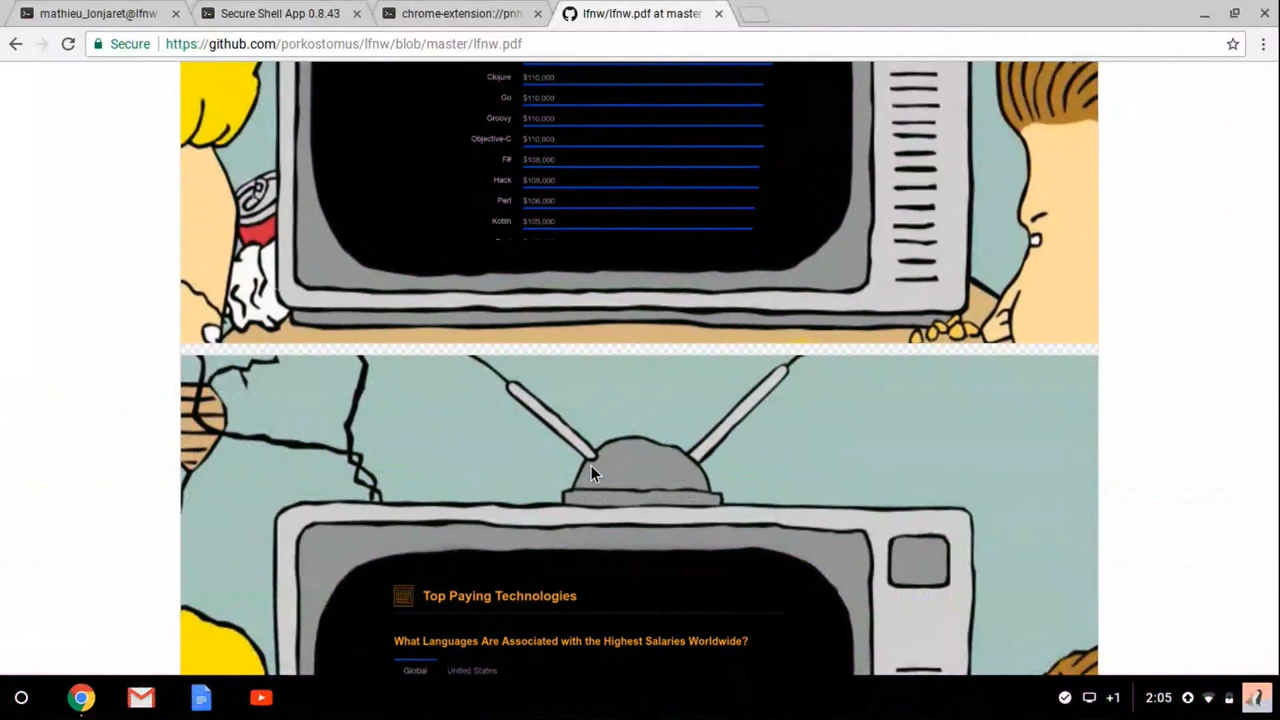 mathieu_lonjaret@lfnw
Secure Shell App 0.8.43
chrome-extension://pnh
lfnw/lfnw.pdf at master
Secure
https://github.com/porkostomus/lfnw/blob/master/lfnw.pdf
Clojure $110,000
Go $110,000
Groovy $110,000
Objective-C $110,000
F# $108,000
Hack $108,000
Perl $106,000
Kotlin $105,000
Top Paying Technologies
What Languages Are Associated with the Highest Salaries Worldwide?
Global United States
+1 2:05